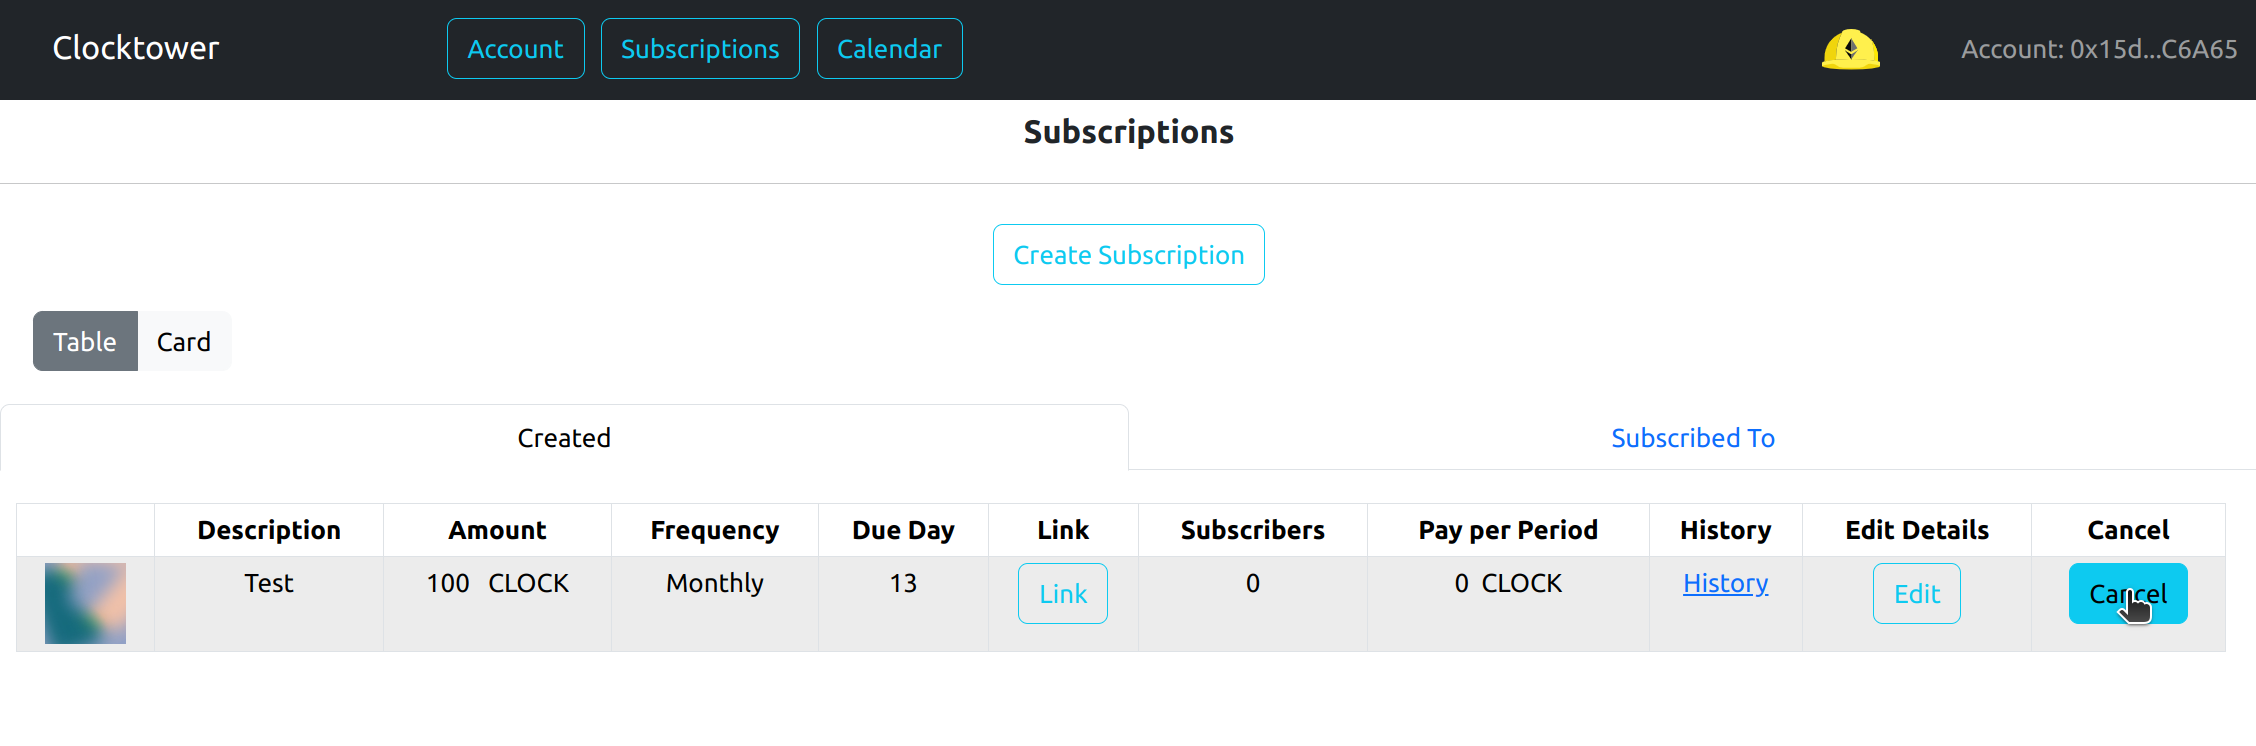 Clocktower Account Subscriptions Calendar Account: 0x15d...C6A65
Subscriptions
Create Subscription
Table Card
Created Subscribed To
Description Amount Frequency Due Day Link Subscribers Pay per Period History Edit Details Cancel
Test 100 CLOCK Monthly 13 Link 0 0 CLOCK History Edit Cancel